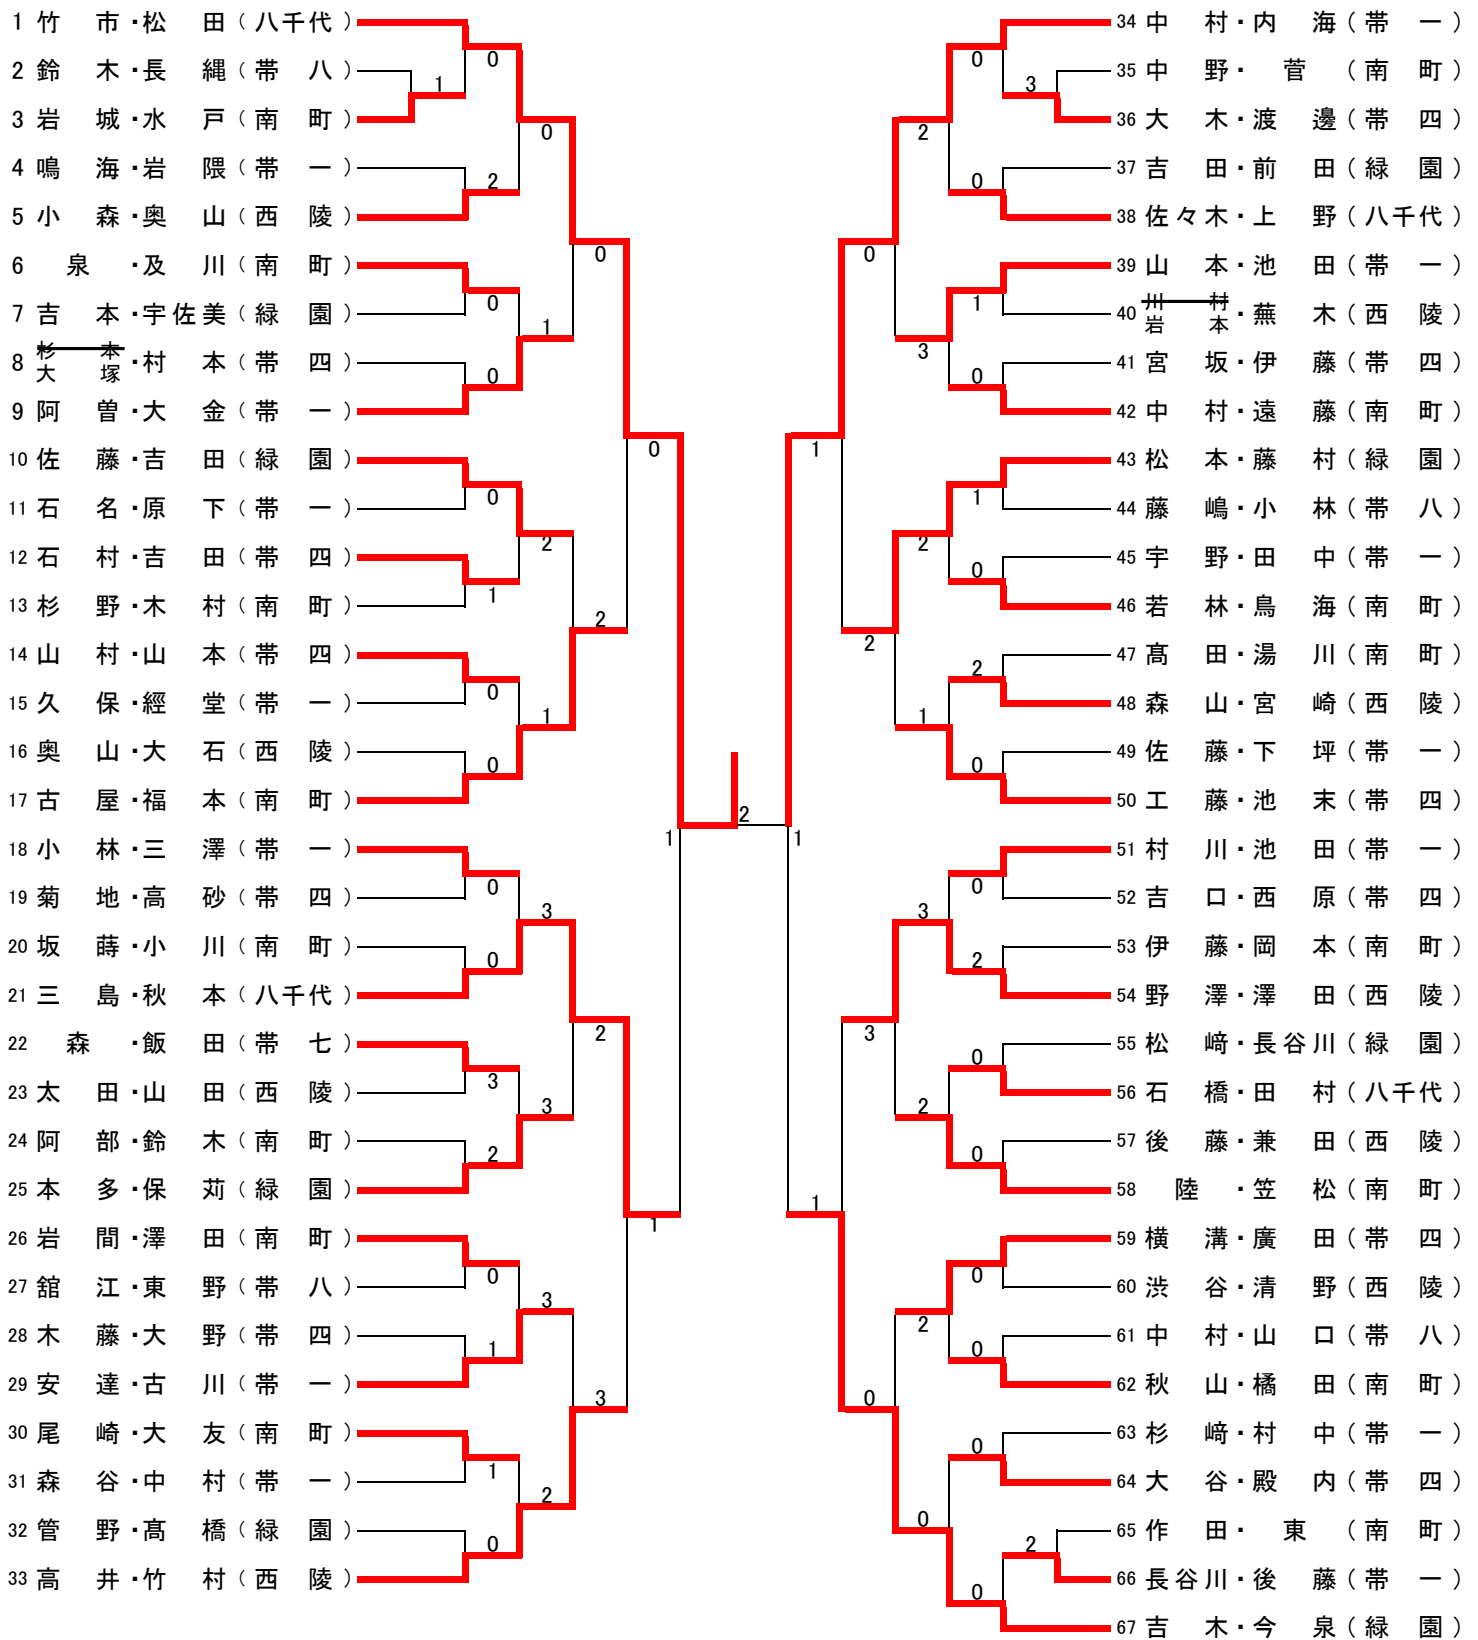 1 竹 市・松 田（八千代）
2 鈴 木・長 縄（帯 八）
3 岩 城・水 戸（南 町）
4 鳴 海・岩 隈（帯 一）
5 小 森・奥 山（西 陵）
6 泉 ・及 川（南 町）
7 吉 本・宇佐美（緑 園）
杉 本
8 大 塚・村 本（帯 四）
9 阿 曽・大 金（帯 一）
10 佐 藤・吉 田（緑 園）
11 石 名・原 下（帯 一）
12 石 村・吉 田（帯 四）
13 杉 野・木 村（南 町）
14 山 村・山 本（帯 四）
15 久 保・經 堂（帯 一）
16 奥 山・大 石（西 陵）
17 古 屋・福 本（南 町）
18 小 林・三 澤（帯 一）
19 菊 地・高 砂（帯 四）
20 坂 蒔・小 川（南 町）
21 三 島・秋 本（八千代）
22 森 ・飯 田（帯 七）
23 太 田・山 田（西 陵）
24 阿 部・鈴 木（南 町）
25 本 多・保 苅（緑 園）
26 岩 間・澤 田（南 町）
27 舘 江・東 野（帯 八）
28 木 藤・大 野（帯 四）
29 安 達・古 川（帯 一）
30 尾 崎・大 友（南 町）
31 森 谷・中 村（帯 一）
32 管 野・髙 橋（緑 園）
33 高 井・竹 村（西 陵）
0
1
2
0
0
0
0
1
0
0
0
1
2
0
0
1
2
0
0
0
3
3
2
3
2
0
1
3
1
0
2
3
1
1
2
1
0
3
0
2
1
0
3
0
1
0
2
2
0
1
2
1
0
2
3
0
0
2
3
0
0
2
0
2
0
0
0
1
34 中 村・内 海（帯 一）
35 中 野・ 菅 （南 町）
36 大 木・渡 邊（帯 四）
37 吉 田・前 田（緑 園）
38 佐々木・上 野（八千代）
39 山 本・池 田（帯 一）
川 村
40 岩 本・蕪 木（西 陵）
41 宮 坂・伊 藤（帯 四）
42 中 村・遠 藤（南 町）
43 松 本・藤 村（緑 園）
44 藤 嶋・小 林（帯 八）
45 宇 野・田 中（帯 一）
46 若 林・鳥 海（南 町）
47 髙 田・湯 川（南 町）
48 森 山・宮 崎（西 陵）
49 佐 藤・下 坪（帯 一）
50 工 藤・池 末（帯 四）
51 村 川・池 田（帯 一）
52 吉 口・西 原（帯 四）
53 伊 藤・岡 本（南 町）
54 野 澤・澤 田（西 陵）
55 松 﨑・長谷川（緑 園）
56 石 橋・田 村（八千代）
57 後 藤・兼 田（西 陵）
58 陸 ・笠 松（南 町）
59 横 溝・廣 田（帯 四）
60 渋 谷・清 野（西 陵）
61 中 村・山 口（帯 八）
62 秋 山・橘 田（南 町）
63 杉 﨑・村 中（帯 一）
64 大 谷・殿 内（帯 四）
65 作 田・ 東 （南 町）
66 長谷川・後 藤（帯 一）
67 吉 木・今 泉（緑 園）